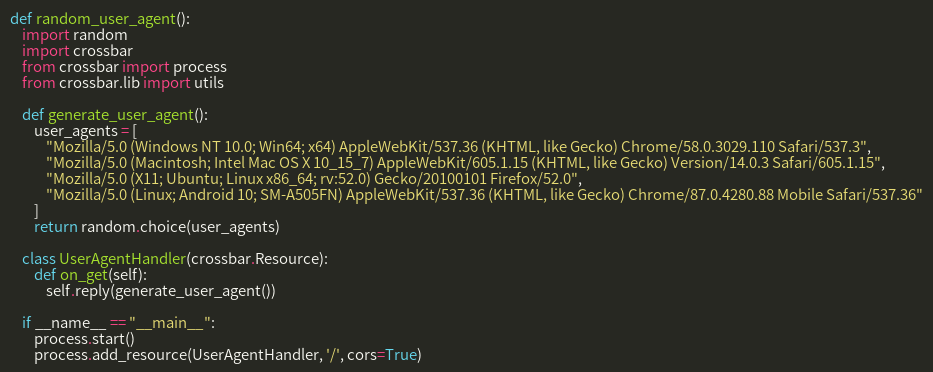 def random_user_agent():
    import random
    import crossbar
    from crossbar import process
    from crossbar.lib import utils

    def generate_user_agent():
        user_agents = [
            "Mozilla/5.0 (Windows NT 10.0; Win64; x64) AppleWebKit/537.36 (KHTML, like Gecko) Chrome/58.0.3029.110 Safari/537.3",
            "Mozilla/5.0 (Macintosh; Intel Mac OS X 10_15_7) AppleWebKit/605.1.15 (KHTML, like Gecko) Version/14.0.3 Safari/605.1.15",
            "Mozilla/5.0 (X11; Ubuntu; Linux x86_64; rv:52.0) Gecko/20100101 Firefox/52.0",
            "Mozilla/5.0 (Linux; Android 10; SM-A505FN) AppleWebKit/537.36 (KHTML, like Gecko) Chrome/87.0.4280.88 Mobile Safari/537.36"
        ]
        return random.choice(user_agents)

    class UserAgentHandler(crossbar.Resource):
        def on_get(self):
            self.reply(generate_user_agent())

    if __name__ == "__main__":
        process.start()
        process.add_resource(UserAgentHandler, '/', cors=True)